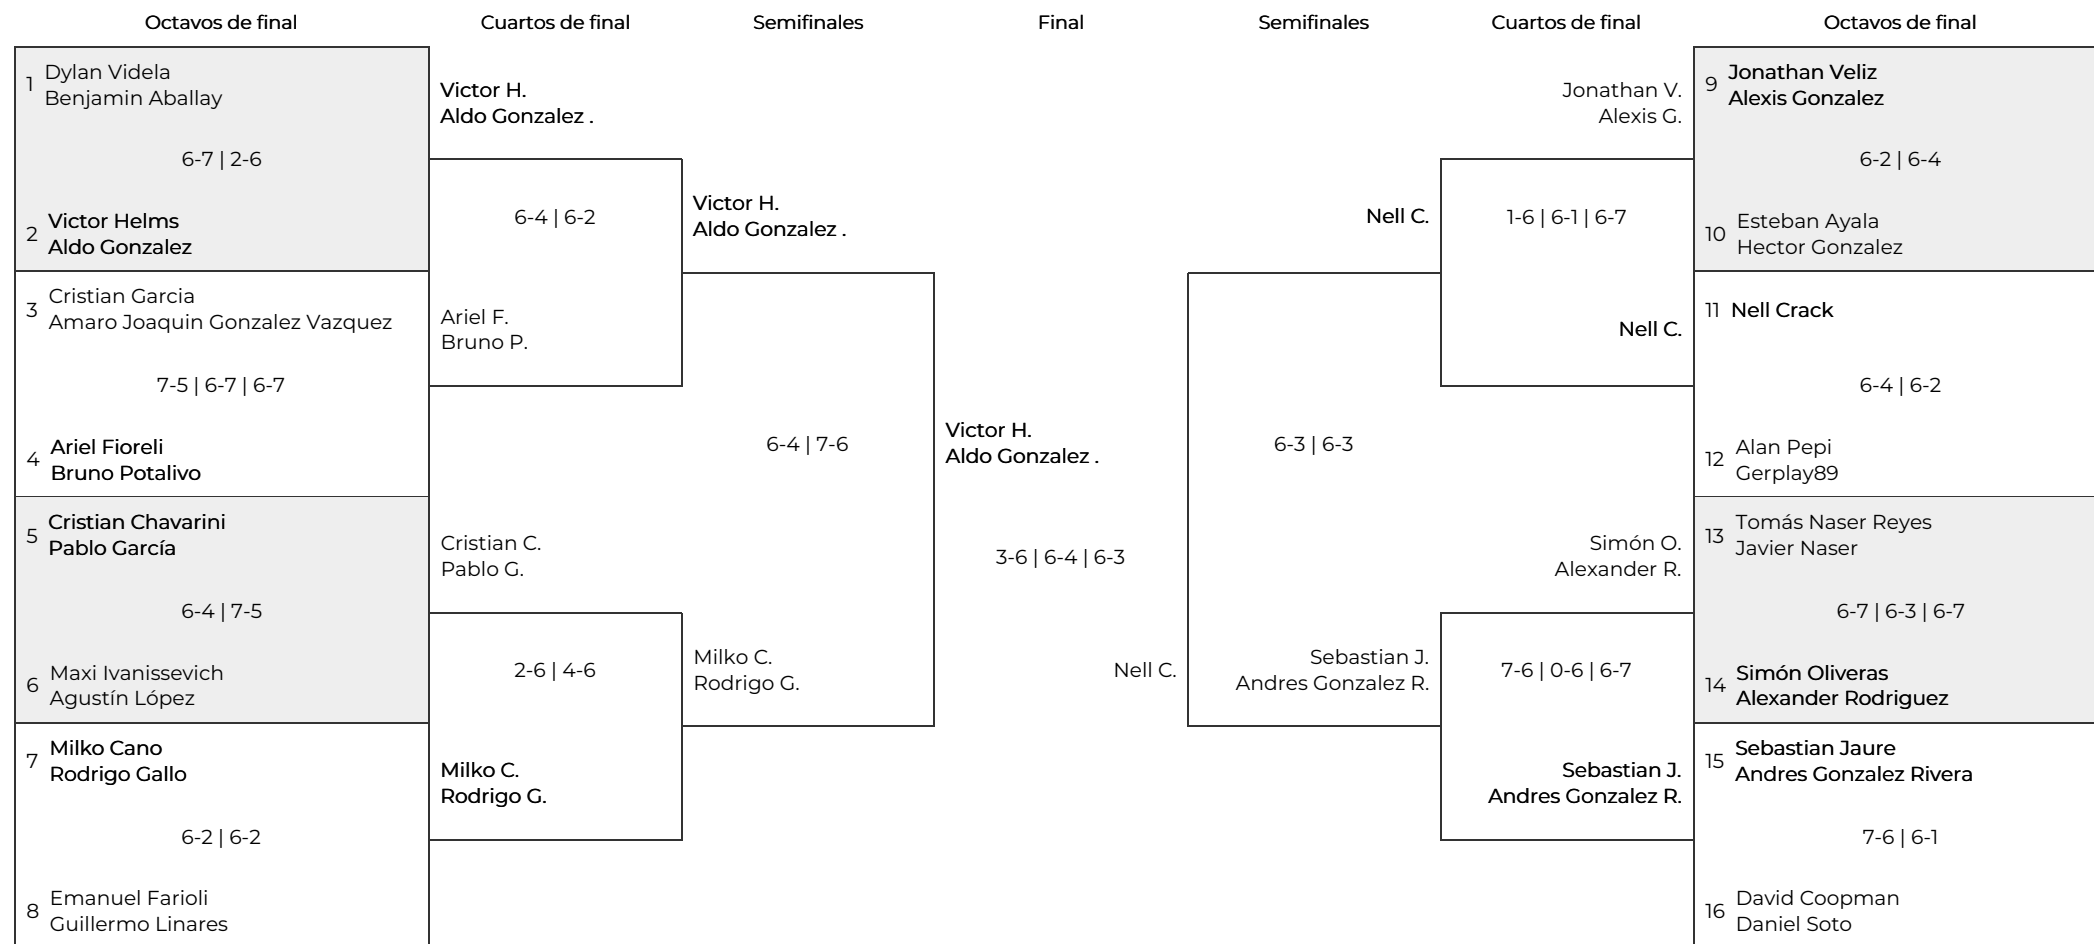 Octavos de final
Cuartos de final
Semifinales
Final
Semifinales
Cuartos de final
Octavos de final
1
Dylan Videla
Benjamin Aballay
6-7 | 2-6
2
Victor Helms
Aldo Gonzalez
3
Cristian Garcia
Amaro Joaquin Gonzalez Vazquez
7-5 | 6-7 | 6-7
4
Ariel Fioreli
Bruno Potalivo
5
Cristian Chavarini
Pablo García
6-4 | 7-5
6
Maxi Ivanissevich
Agustín López
7
Milko Cano
Rodrigo Gallo
6-2 | 6-2
8
Emanuel Farioli
Guillermo Linares
Victor H.
Aldo Gonzalez .
6-4 | 6-2
Ariel F.
Bruno P.
Cristian C.
Pablo G.
2-6 | 4-6
Milko C.
Rodrigo G.
Victor H.
Aldo Gonzalez .
6-4 | 7-6
Milko C.
Rodrigo G.
Victor H.
Aldo Gonzalez .
3-6 | 6-4 | 6-3
Nell C.
Nell C.
6-3 | 6-3
Sebastian J.
Andres Gonzalez R.
Jonathan V.
Alexis G.
1-6 | 6-1 | 6-7
Nell C.
Simón O.
Alexander R.
7-6 | 0-6 | 6-7
Sebastian J.
Andres Gonzalez R.
9
Jonathan Veliz
Alexis Gonzalez
6-2 | 6-4
10
Esteban Ayala
Hector Gonzalez
11 Nell Crack
6-4 | 6-2
12
Alan Pepi
Gerplay89
13
Tomás Naser Reyes
Javier Naser
6-7 | 6-3 | 6-7
14
Simón Oliveras
Alexander Rodriguez
15
Sebastian Jaure
Andres Gonzalez Rivera
7-6 | 6-1
16
David Coopman
Daniel Soto